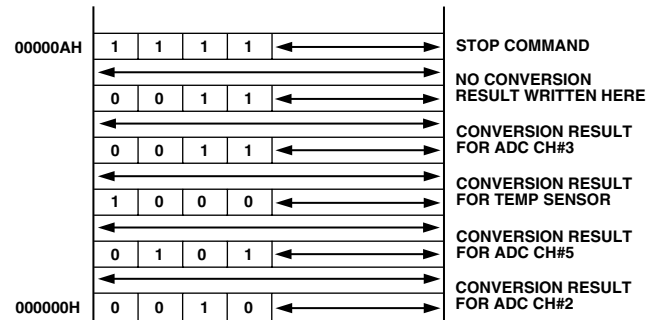 00000AH 1 1 1 1 STOP COMMAND
NO CONVERSION
0 0 1 1 RESULT WRITTEN HERE
CONVERSION RESULT
0 0 1 1 FOR ADC CH#3
CONVERSION RESULT
1 0 0 0 FOR TEMP SENSOR
CONVERSION RESULT
0 1 0 1 FOR ADC CH#5
CONVERSION RESULT
000000H 0 0 1 0 FOR ADC CH#2